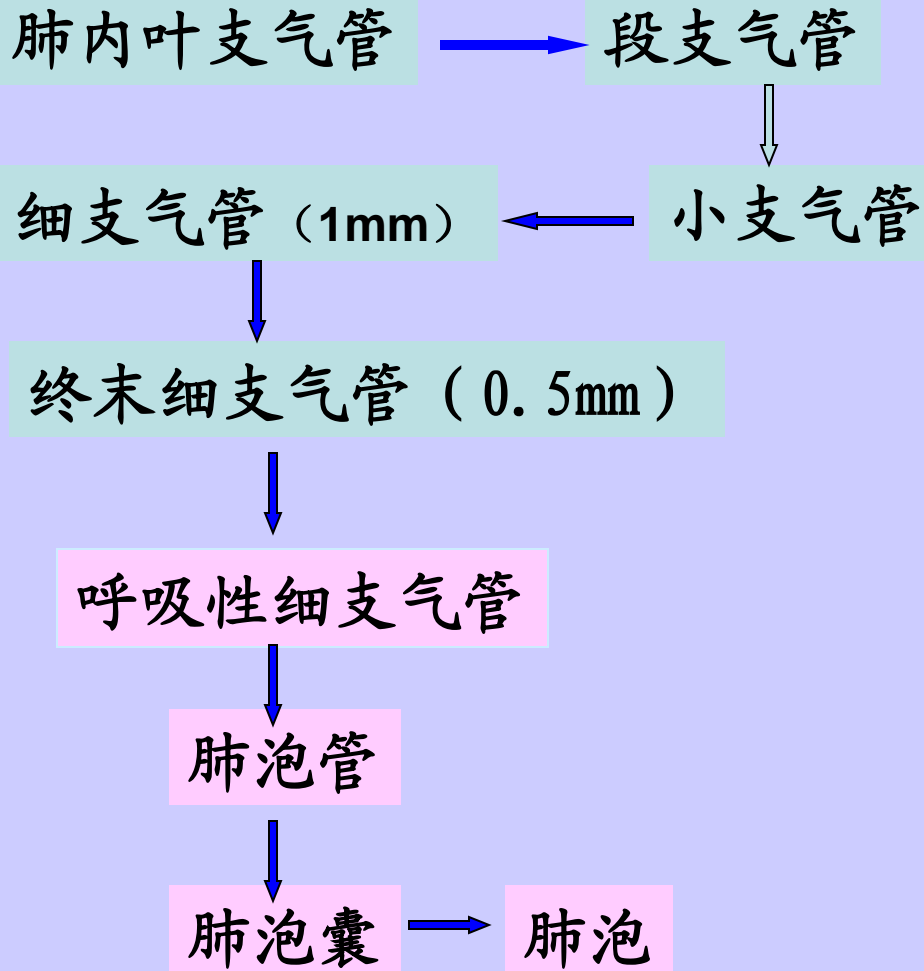 肺内叶支气管
段支气管
小支气管
细支气管（1mm）
终末细支气管(0.5mm)
呼吸性细支气管
肺泡管
肺泡囊
肺泡